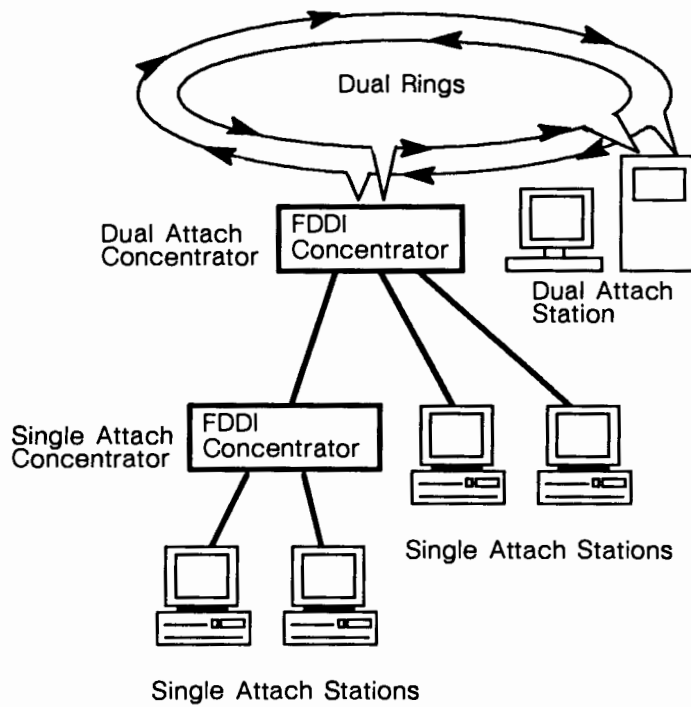 Dual Rings
Dual Attach
Concentrator
FDDI
Concentrator
Dual Attach
Station
Single Attach
Concentrator
FDDI
Concentrator
Single Attach Stations
Single Attach Stations